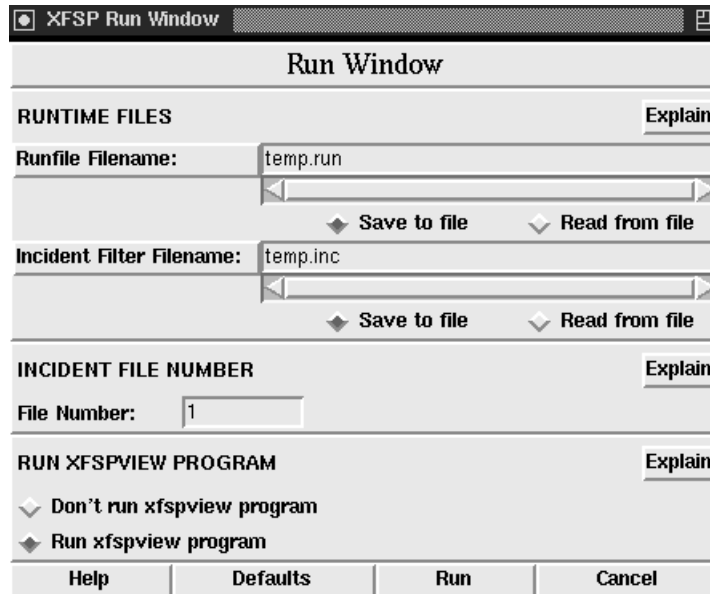 XFSP Run Window
Run Window
RUNTIME FILES Explain
Runfile Filename: temp.run
Save to file Read from file
Incident Filter Filename: temp.inc
Save to file Read from file
INCIDENT FILE NUMBER Explain
File Number: 1
RUN XFSPVIEW PROGRAM Explain
Don't run xfspview program
Run xfspview program
Help Defaults Run Cancel